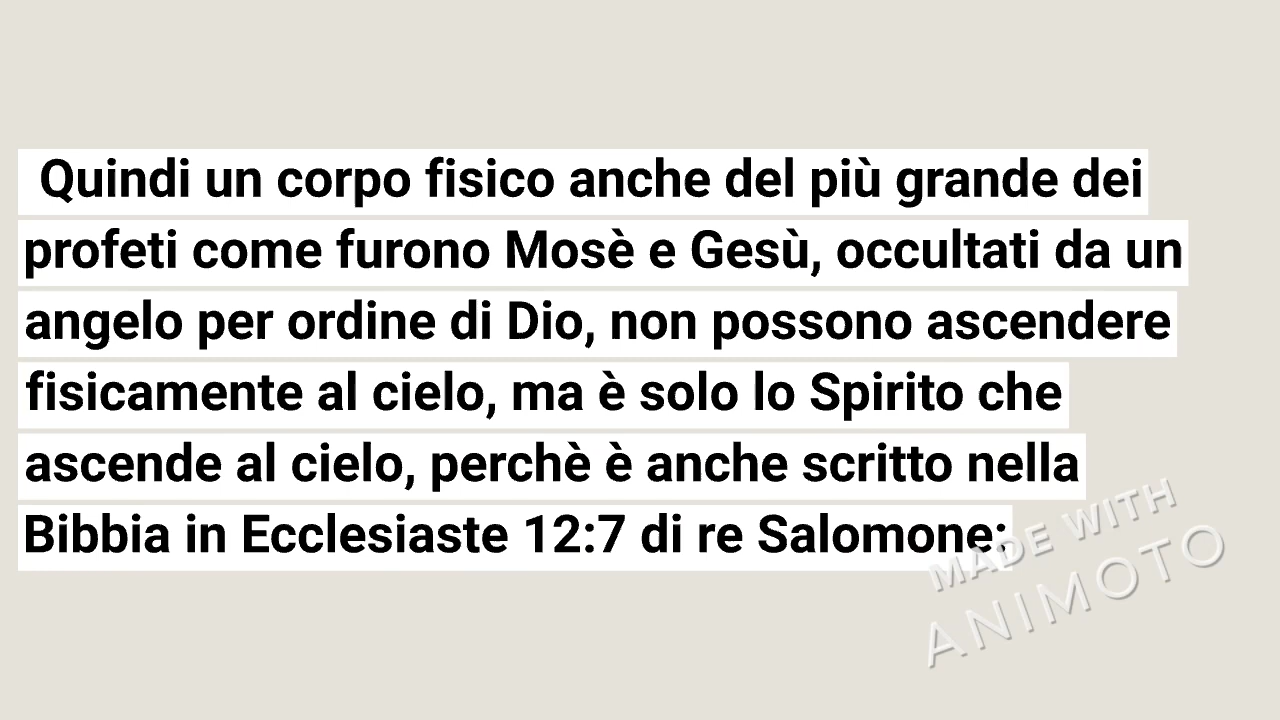 Quindi un corpo fisico anche del più grande dei
profeti come furono Mosè e Gesù, occultati da un
angelo per ordine di Dio, non possono ascendere
fisicamente al cielo, ma è solo lo Spirito che
ascende al cielo, perchè è anche scritto nella
Bibbia in Ecclesiaste 12:7 di re Salomone:
MADE WITH
ANIMOTO